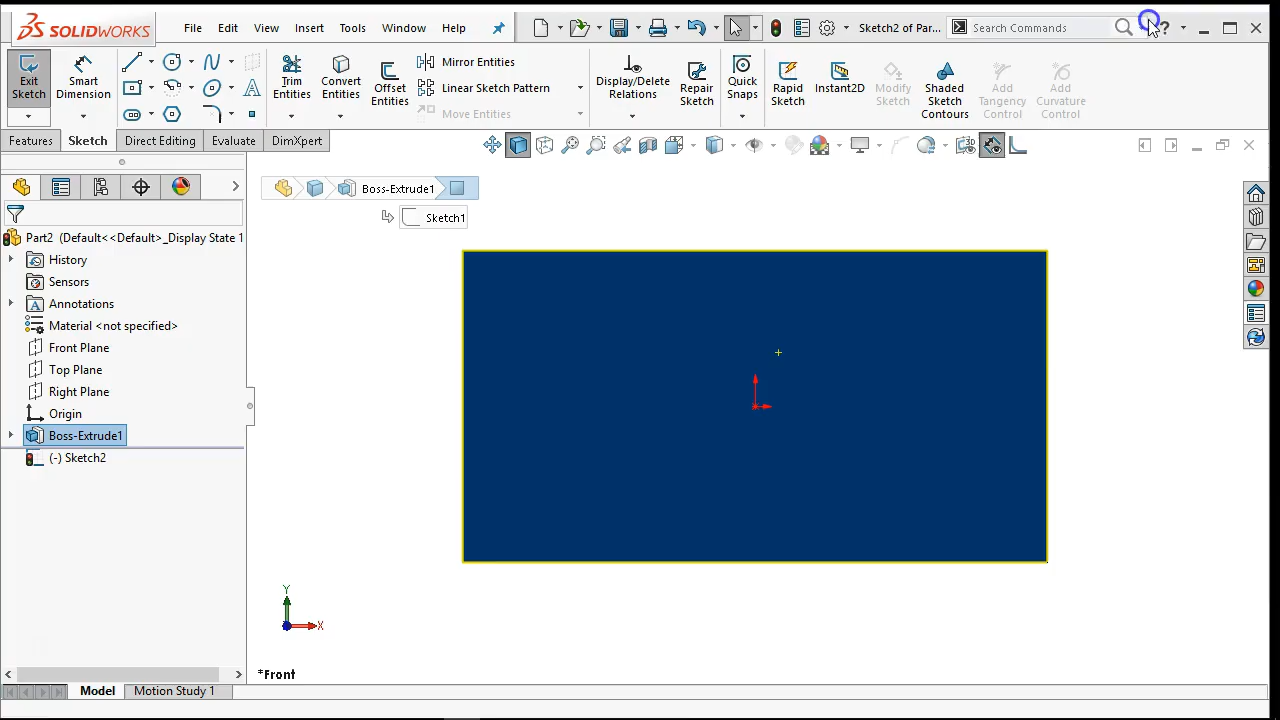 SOLIDWORKS
File Edit View Insert Format Tools Window Help
Sketch2 of Par...
Search Commands
?
Exit Sketch
Smart Dimension
Trim Entities
Convert Entities
Offset Entities
Mirror Entities
Linear Sketch Pattern
Move Entities
Display/Delete Relations
Repair Sketch
Quick Snaps
Rapid Sketch
Instant2D
Modify Sketch
Shaded Sketch Contours
Add Tangency Control
Add Curvature Control
Features Sketch Direct Editing Evaluate DimXpert
Boss-Extrude1
Sketch1
Part2 (Default<<Default>_Display State 1
History
Sensors
Annotations
Material <not specified>
Front Plane
Top Plane
Right Plane
Origin
Boss-Extrude1
(-) Sketch2
Y
X
*Front
Model Motion Study 1